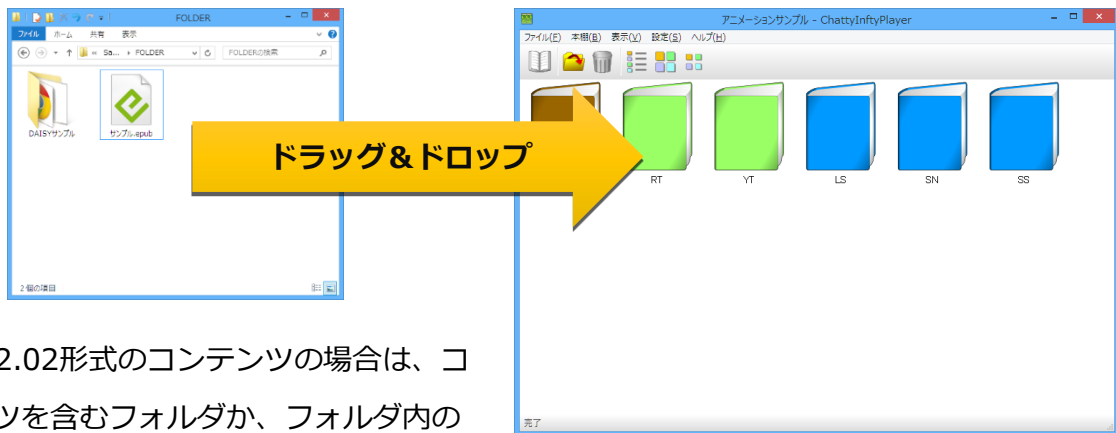 FOLDER
ファイル ホーム 共有 表示
Sa... FOLDER FOLDERの検索
DAISYサンプル サンプル.epub
2 個の項目
アニメーションサンプル - ChattyInftyPlayer
ファイル(F) 本棚(B) 表示(V) 設定(S) ヘルプ(H)
ドラッグ&ドロップ
RT YT LS SN SS
完了
2.02形式のコンテンツの場合は、コ
ツを含むフォルダか、フォルダ内の